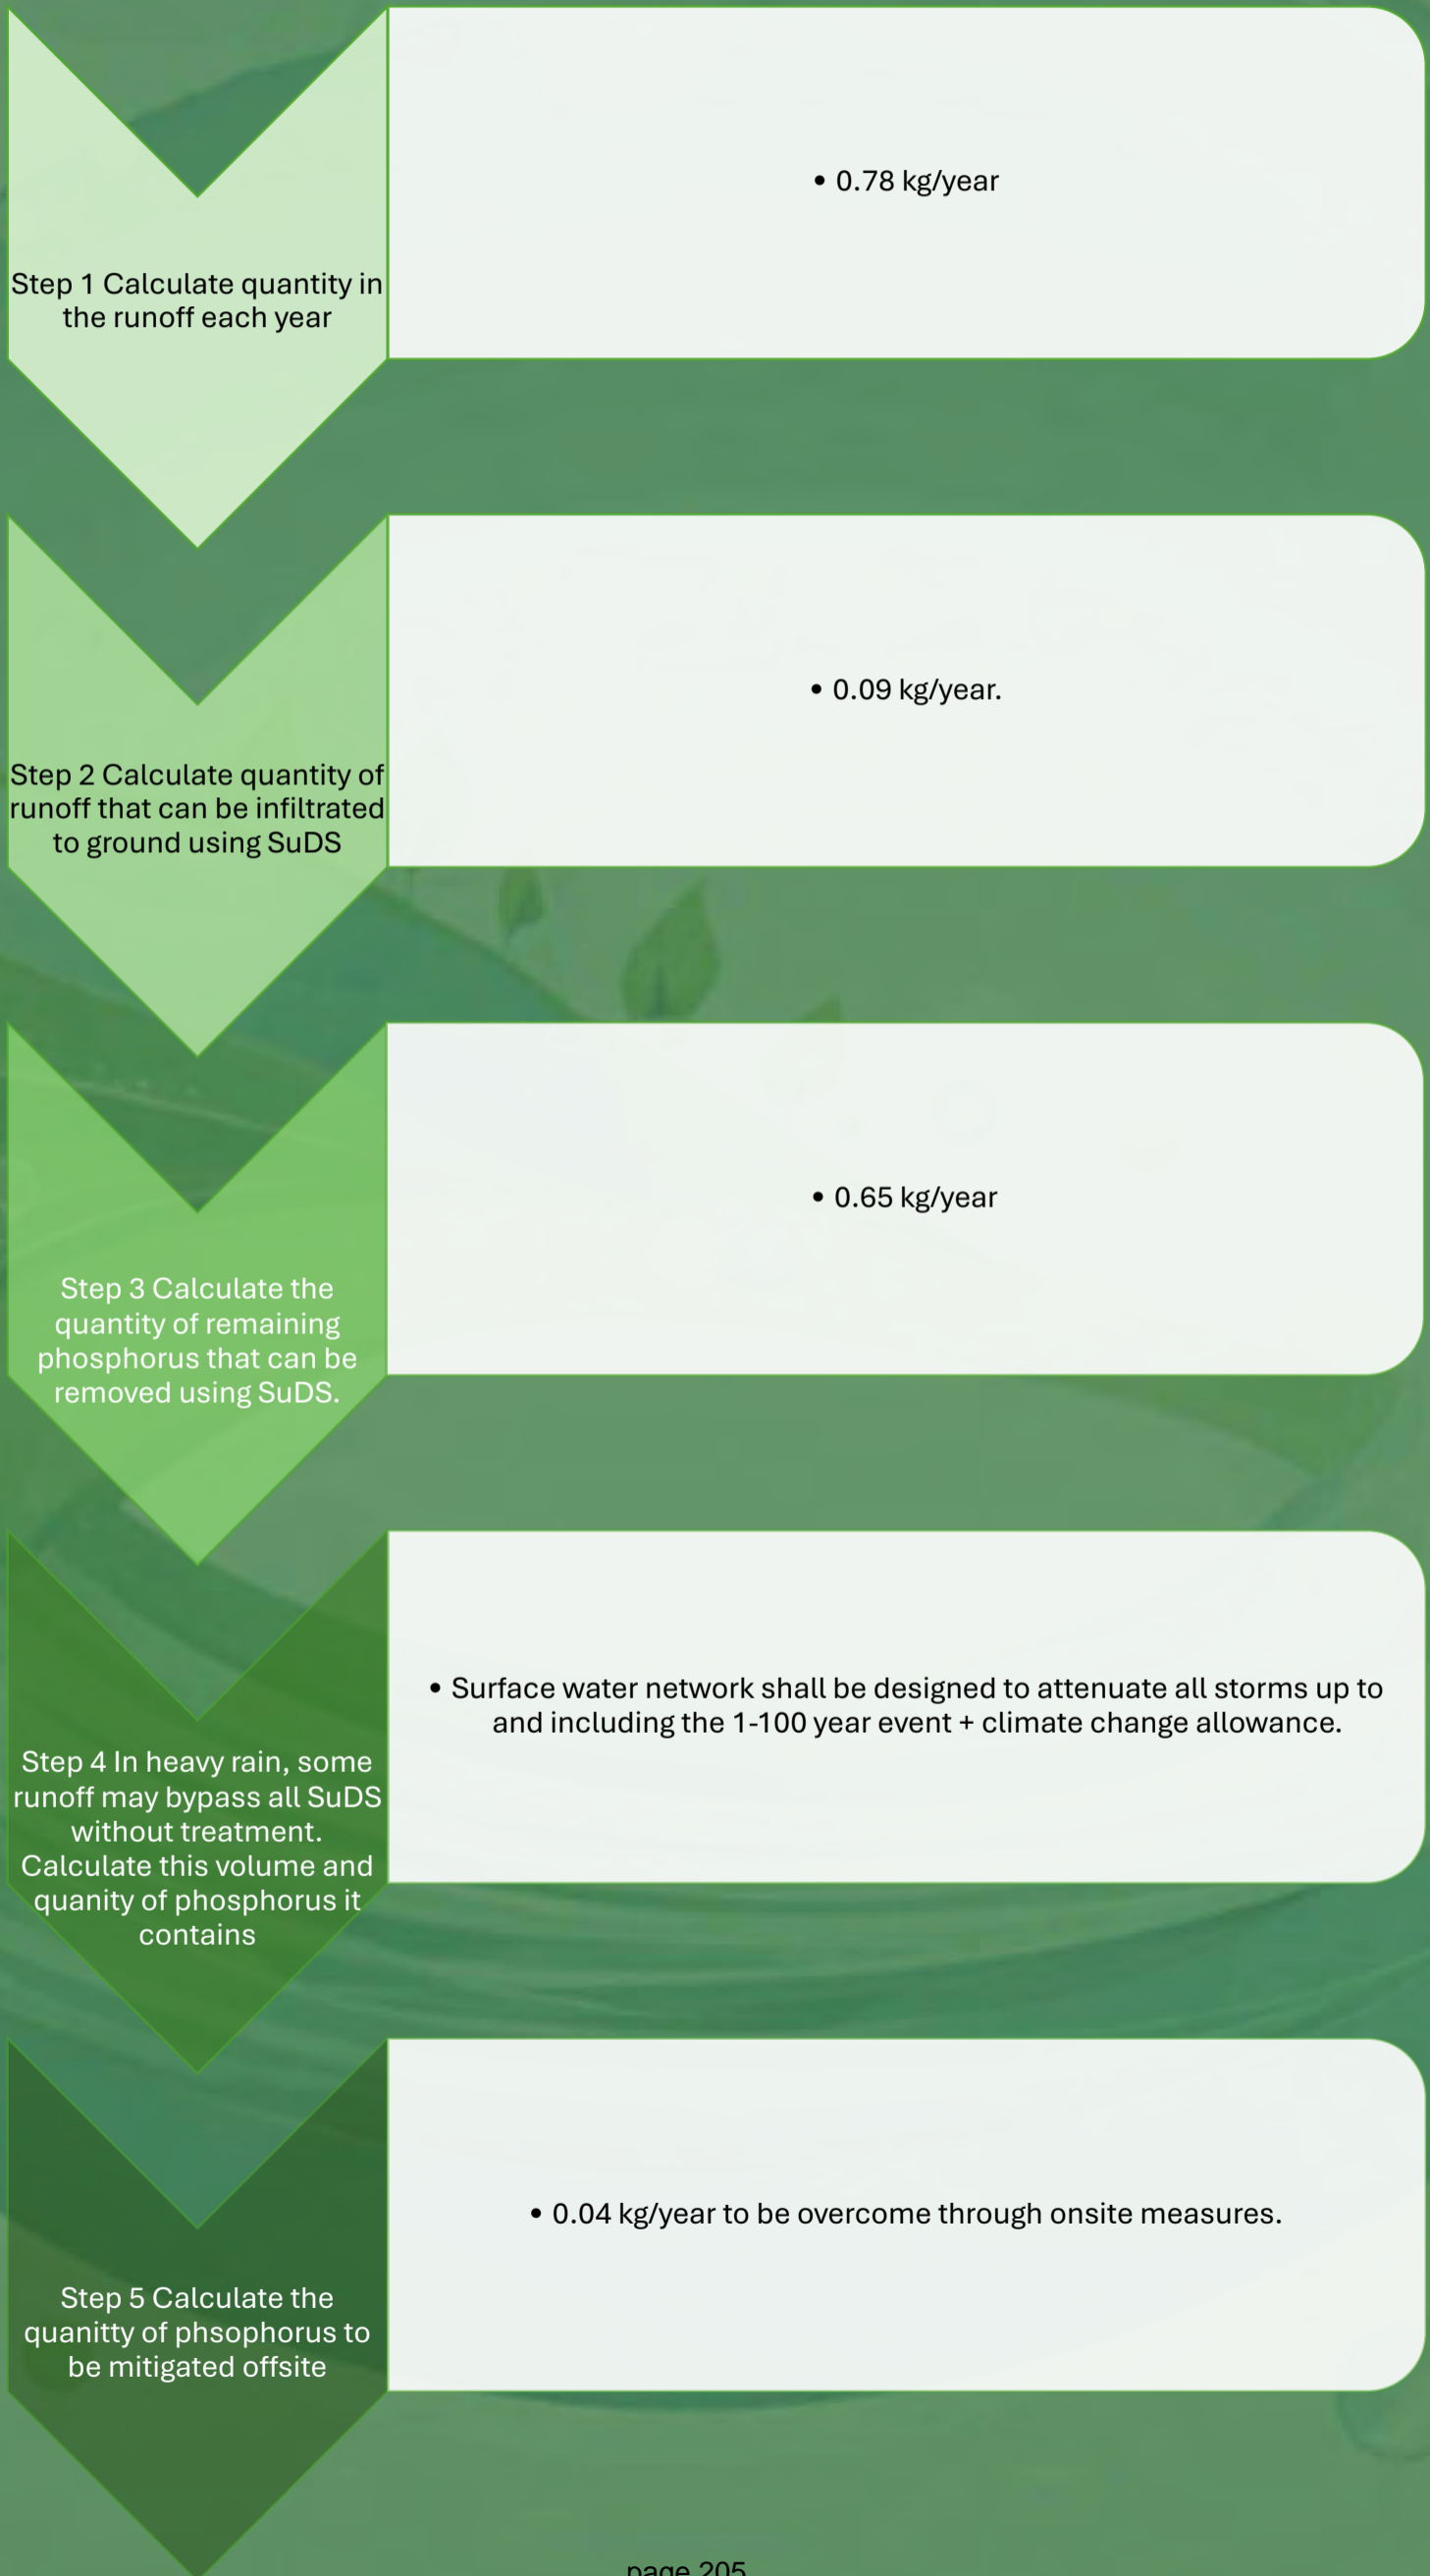 • 0.78 kg/year
Step 1 Calculate quantity in
the runoff each year
• 0.09 kg/year.
Step 2 Calculate quantity of
runoff that can be infiltrated
to ground using SuDS
• 0.65 kg/year
Step 3 Calculate the
quantity of remaining
phosphorus that can be
removed using SuDS.
• Surface water network shall be designed to attenuate all storms up to
and including the 1-100 year event + climate change allowance.
Step 4 In heavy rain, some
runoff may bypass all SuDS
without treatment.
Calculate this volume and
quanity of phosphorus it
contains
• 0.04 kg/year to be overcome through onsite measures.
Step 5 Calculate the
quanitty of phsophorus to
be mitigated offsite
page 205